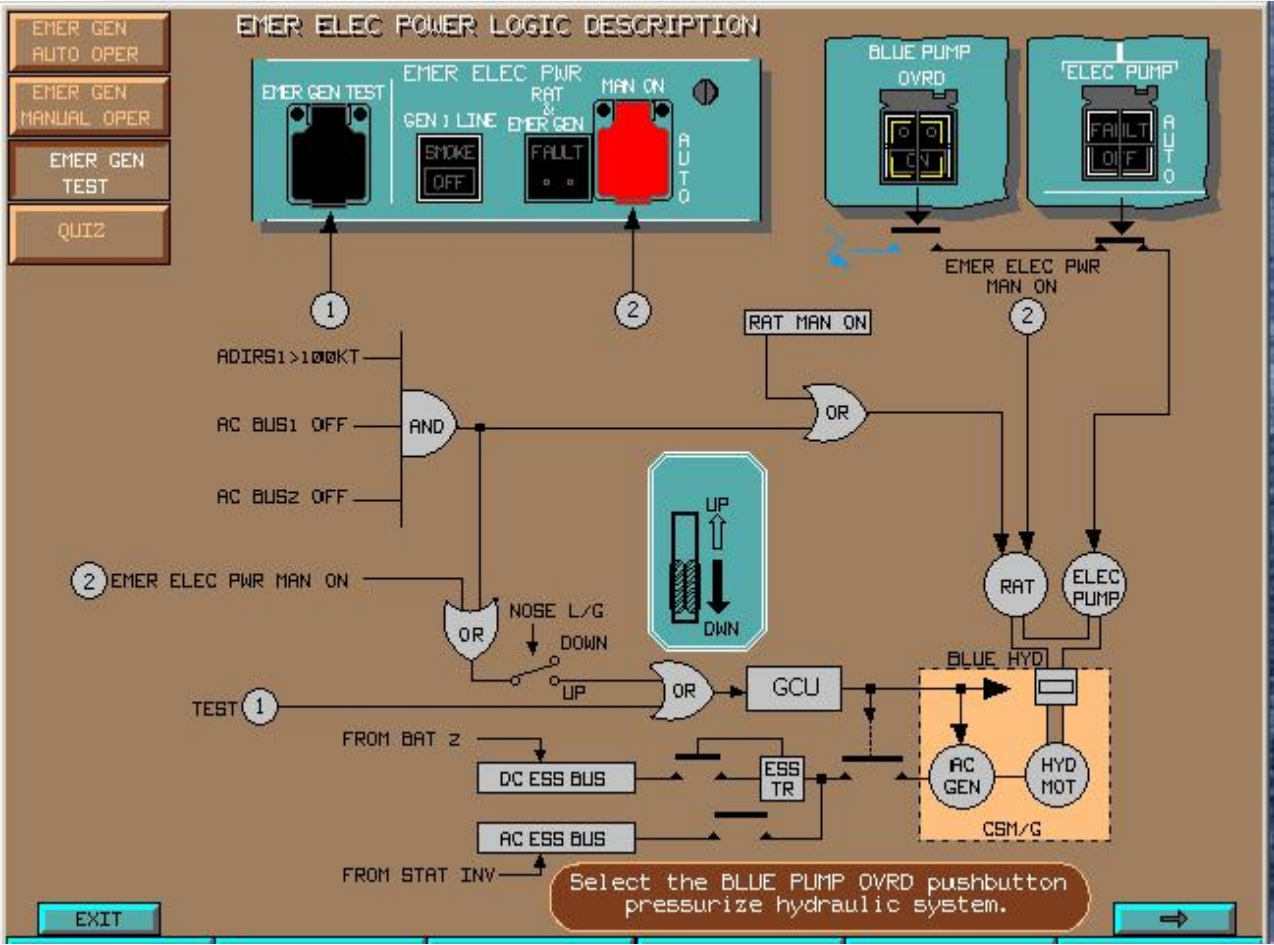 EMER GEN
AUTO OPER
EMER GEN
MANUAL OPER
EMER GEN
TEST
QUIZ
EMER ELEC POWER LOGIC DESCRIPTION
EMER ELEC PWR
EMER GEN TEST
GEN 1 LINE
SMOKE
OFF
RAT
&
EMER GEN
FAULT
MAN ON
AUTO
BLUE PUMP
OVRD
ON
ELEC PUMP
FAULT
OFF
AUTO
1
2
EMER ELEC PWR
MAN ON
2
RAT MAN ON
ADIRS1>100KT
AC BUS1 OFF
AC BUS2 OFF
AND
OR
UP
DWN
2 EMER ELEC PWR MAN ON
OR
NOSE L/G
DOWN
UP
TEST 1
OR
GCU
RAT
ELEC
PUMP
BLUE HYD
FROM BAT 2
DC ESS BUS
ESS
TR
AC
GEN
HYD
MOT
CSM/G
AC ESS BUS
FROM STAT INV
Select the BLUE PUMP OVRD pushbutton
pressurize hydraulic system.
EXIT